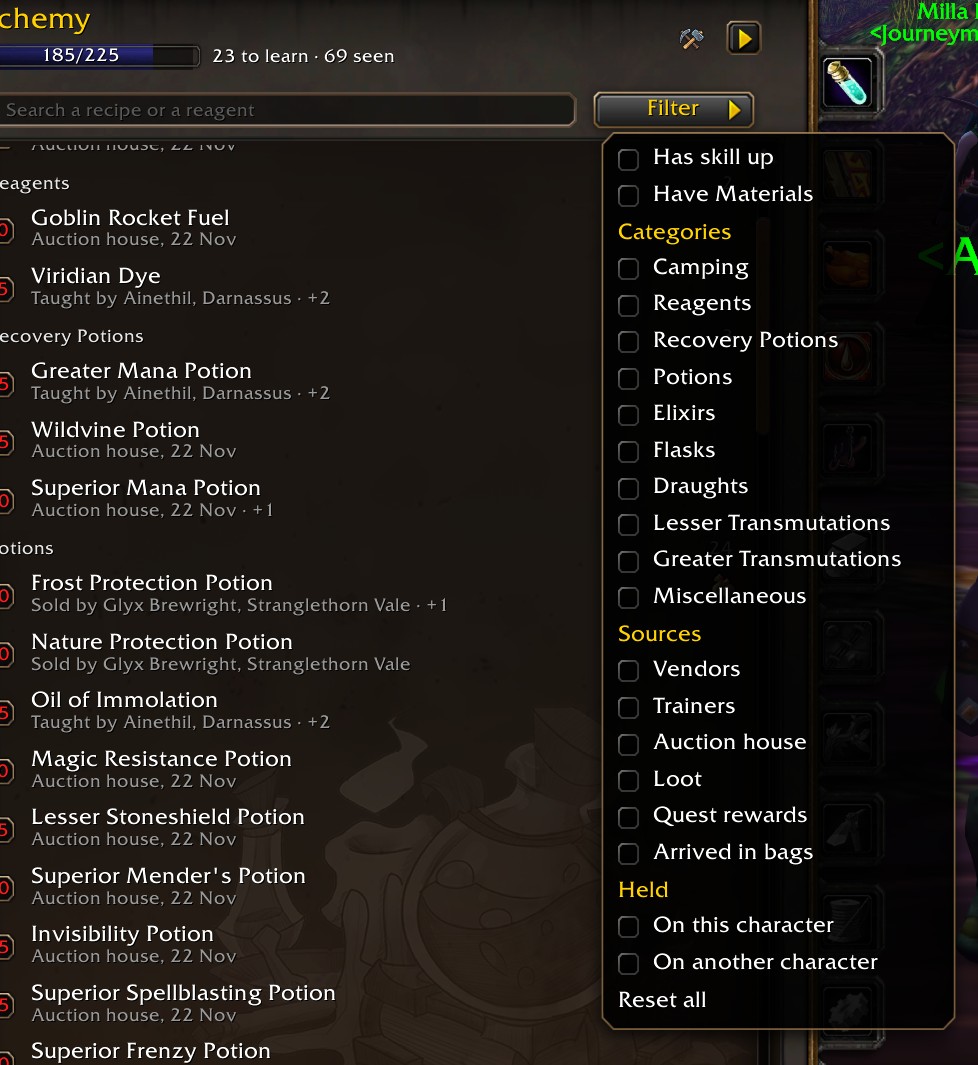 chemy
185/225
23 to learn · 69 seen
Search a recipe or a reagent
Filter
Auction house, 22 Nov
eagents
Goblin Rocket Fuel
Auction house, 22 Nov
Viridian Dye
Taught by Ainethil, Darnassus · +2
ecovery Potions
Greater Mana Potion
Taught by Ainethil, Darnassus · +2
Wildvine Potion
Auction house, 22 Nov
Superior Mana Potion
Auction house, 22 Nov · +1
otions
Frost Protection Potion
Sold by Glyx Brewright, Stranglethorn Vale · +1
Nature Protection Potion
Sold by Glyx Brewright, Stranglethorn Vale
Oil of Immolation
Taught by Ainethil, Darnassus · +2
Magic Resistance Potion
Auction house, 22 Nov
Lesser Stoneshield Potion
Auction house, 22 Nov
Superior Mender's Potion
Auction house, 22 Nov
Invisibility Potion
Auction house, 22 Nov
Superior Spellblasting Potion
Auction house, 22 Nov
Superior Frenzy Potion
Has skill up
Have Materials
Categories
Camping
Reagents
Recovery Potions
Potions
Elixirs
Flasks
Draughts
Lesser Transmutations
Greater Transmutations
Miscellaneous
Sources
Vendors
Trainers
Auction house
Loot
Quest rewards
Arrived in bags
Held
On this character
On another character
Reset all
Milla
<Journeym
<A